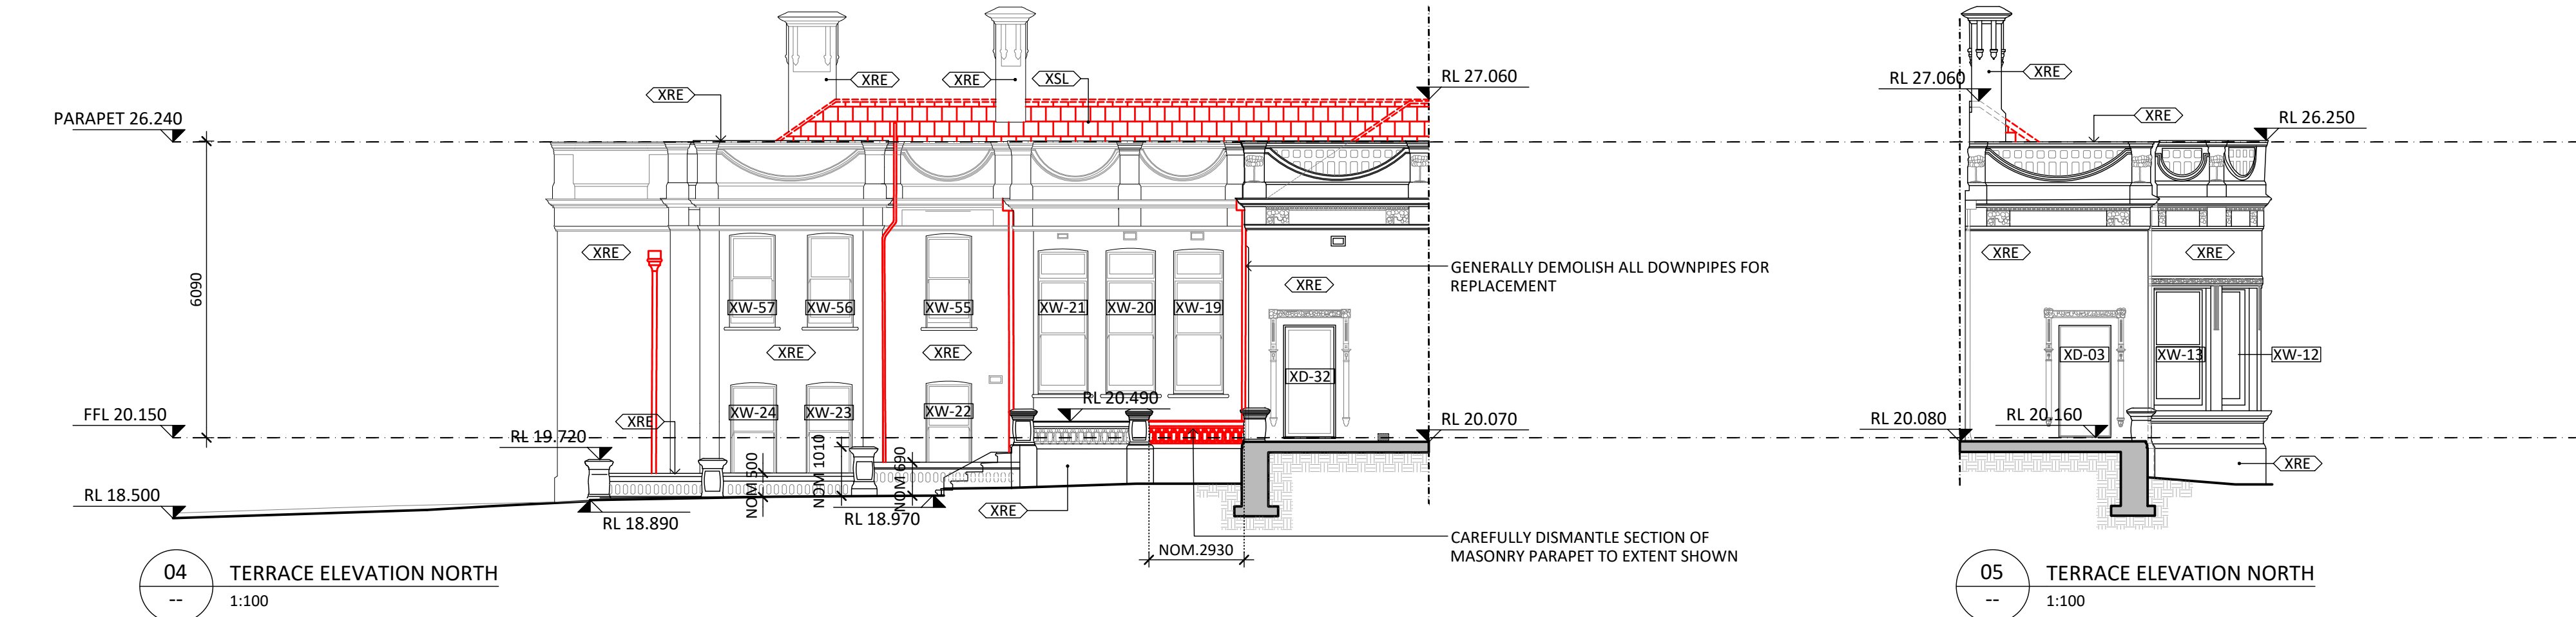 XRE
XRE
XSL
RL 27.060
RL 27.060
XRE
XRE
PARAPET 26.240
XRE
RL 26.250
6090
XRE
XRE
XRE
GENERALLY DEMOLISH ALL DOWNPIPES FOR
REPLACEMENT
XRE
XW-57
XW-56
XW-55
XW-21
XW-20
XW-19
XRE
XRE
XD-32
XD-03
XW-13
XW-12
FFL 20.150
RL 19.720
XRE
XW-24
XW-23
XW-22
RL 20.490
RL 20.070
RL 20.080
RL 20.160
RL 18.500
RL 18.890
NOM 500
NOM 1010
NOM 690
RL 18.970
XRE
XRE
NOM.2930
CAREFULLY DISMANTLE SECTION OF
MASONRY PARAPET TO EXTENT SHOWN
04
--
TERRACE ELEVATION NORTH
1:100
05
--
TERRACE ELEVATION NORTH
1:100